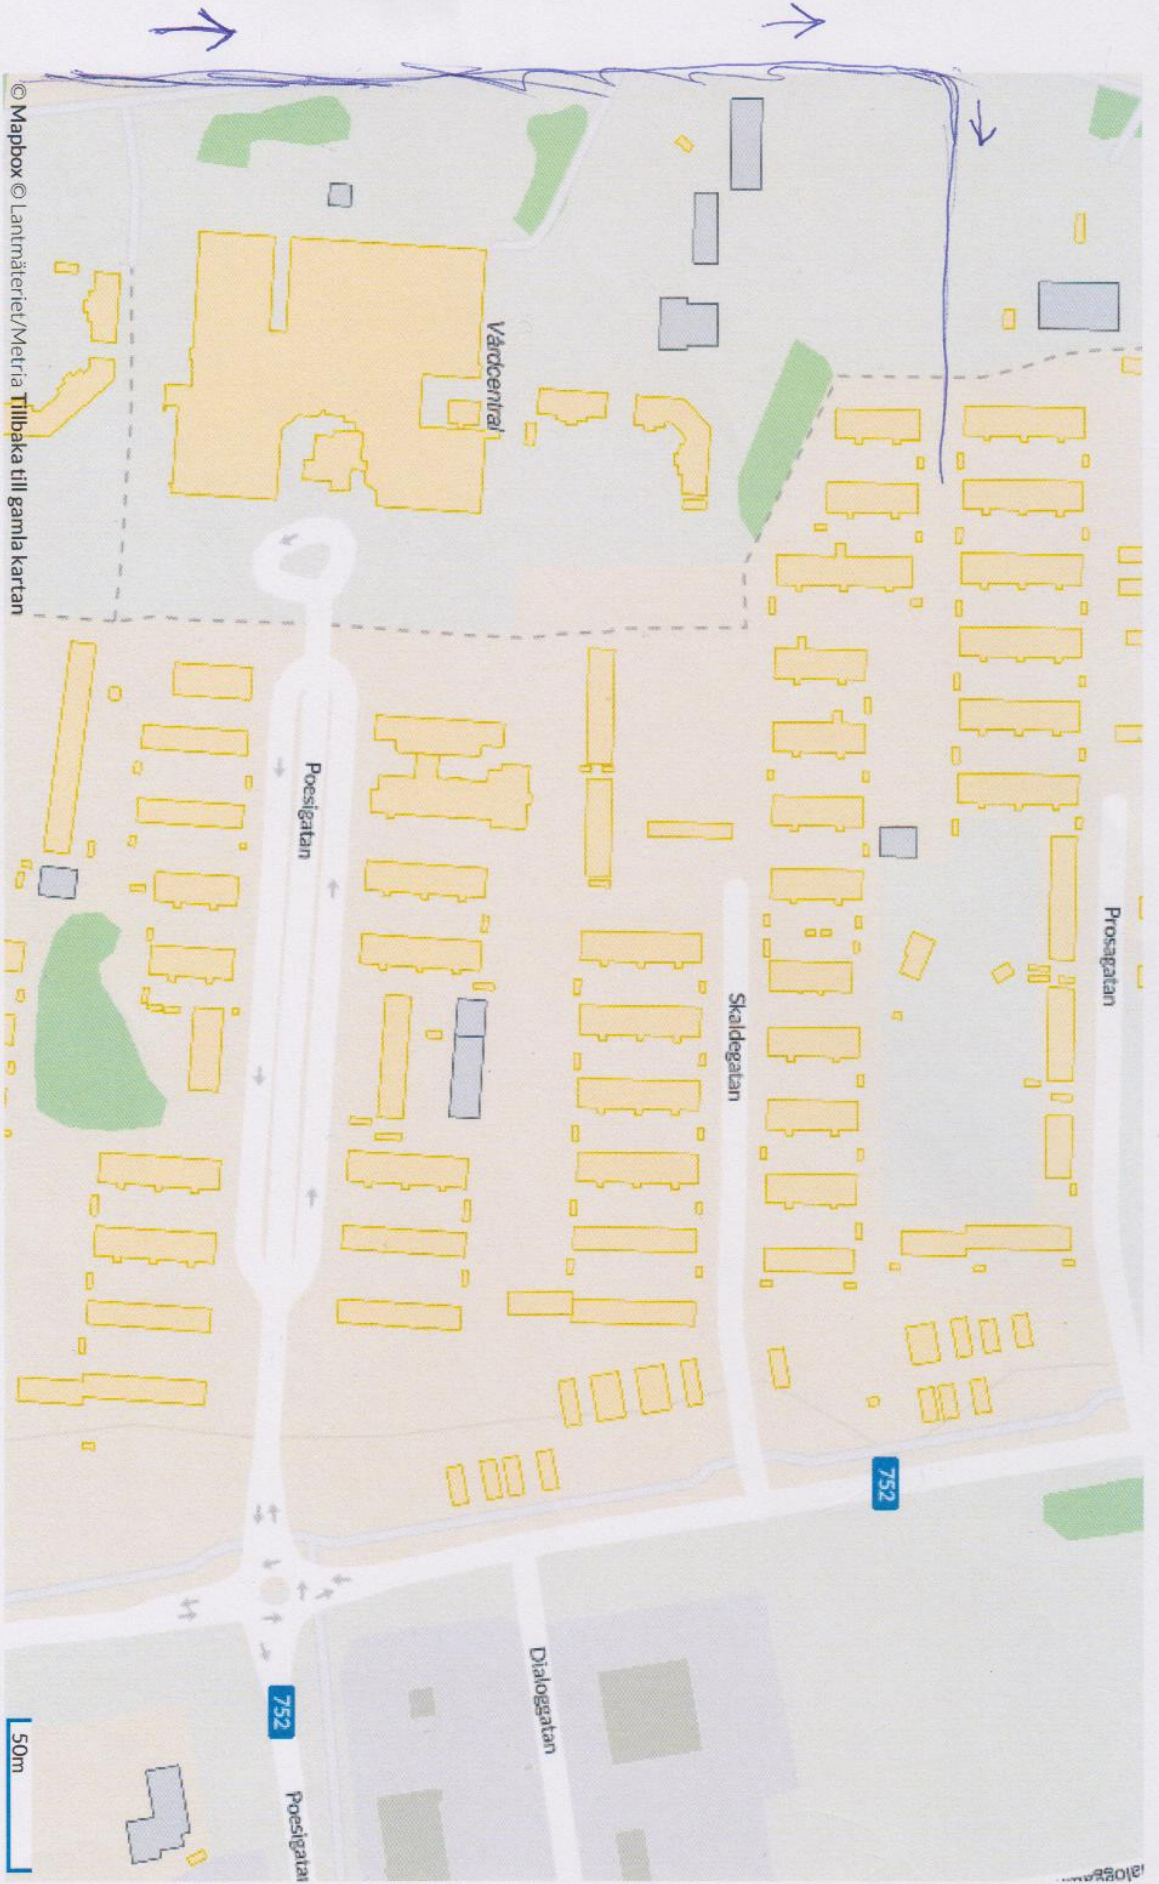 Vårdcentral
Prosagatan
Poesigatan
Skaldegatan
752
Dialoggatan
752
Poesigatan
50m
© Mapbox © Lantmäteriet/Metria Tillbaka till gamla kartan